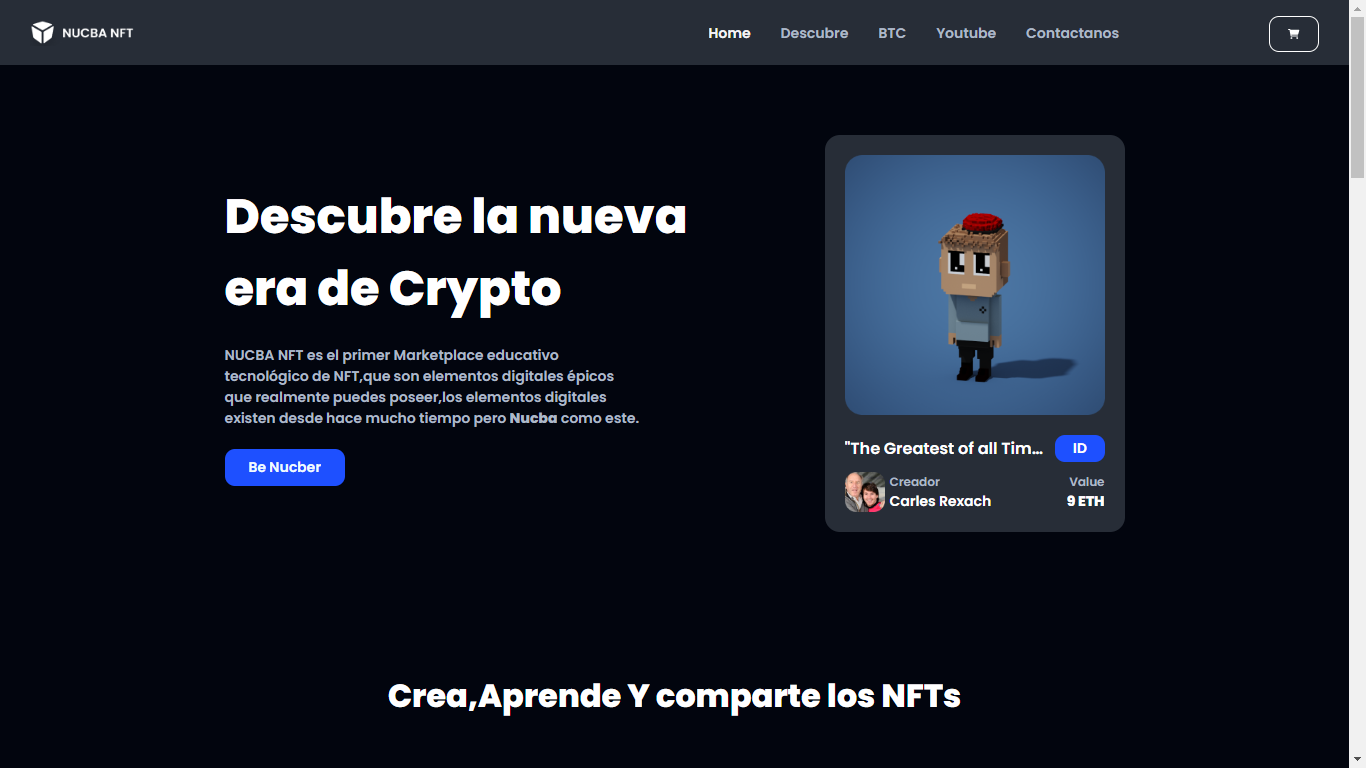 NUCBA NFT
Home
Descubre
BTC
Youtube
Contactanos
Descubre la nueva
era de Crypto
NUCBA NFT es el primer Marketplace educativo
tecnológico de NFT,que son elementos digitales épicos
que realmente puedes poseer,los elementos digitales
existen desde hace mucho tiempo pero Nucba como este.
Be Nucber
"The Greatest of all Tim...
ID
Creador
Carles Rexach
Value
9 ETH
Crea,Aprende Y comparte los NFTs